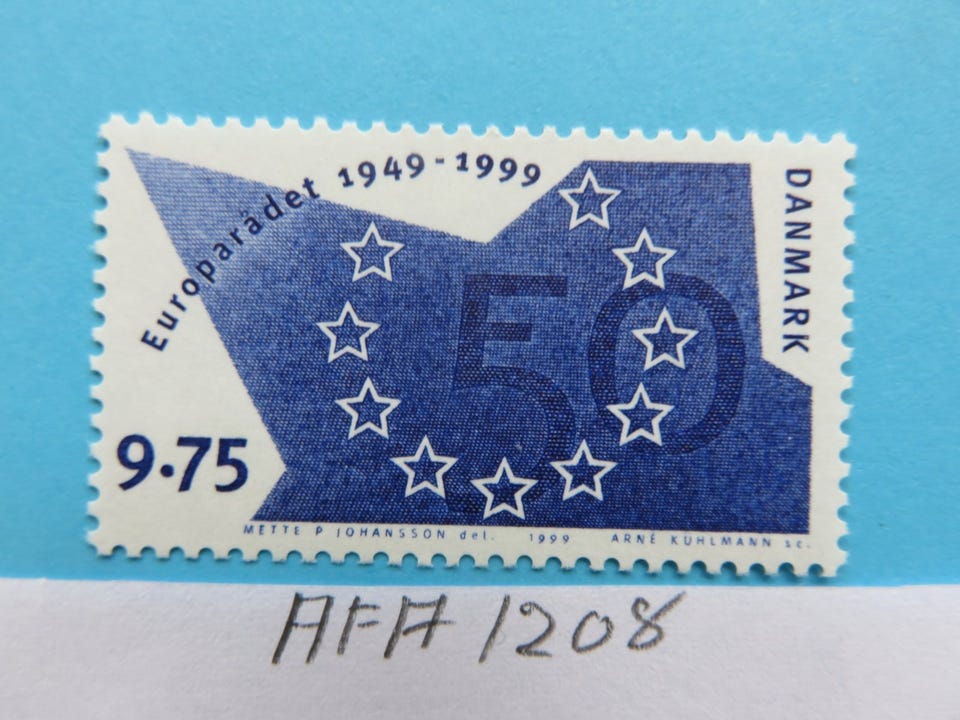 Europarådet 1949-1999
DANMARK
50
9.75
METTE P JOHANSSON del. 1999 ARNE KÜHLMANN sc.
AFA 1208